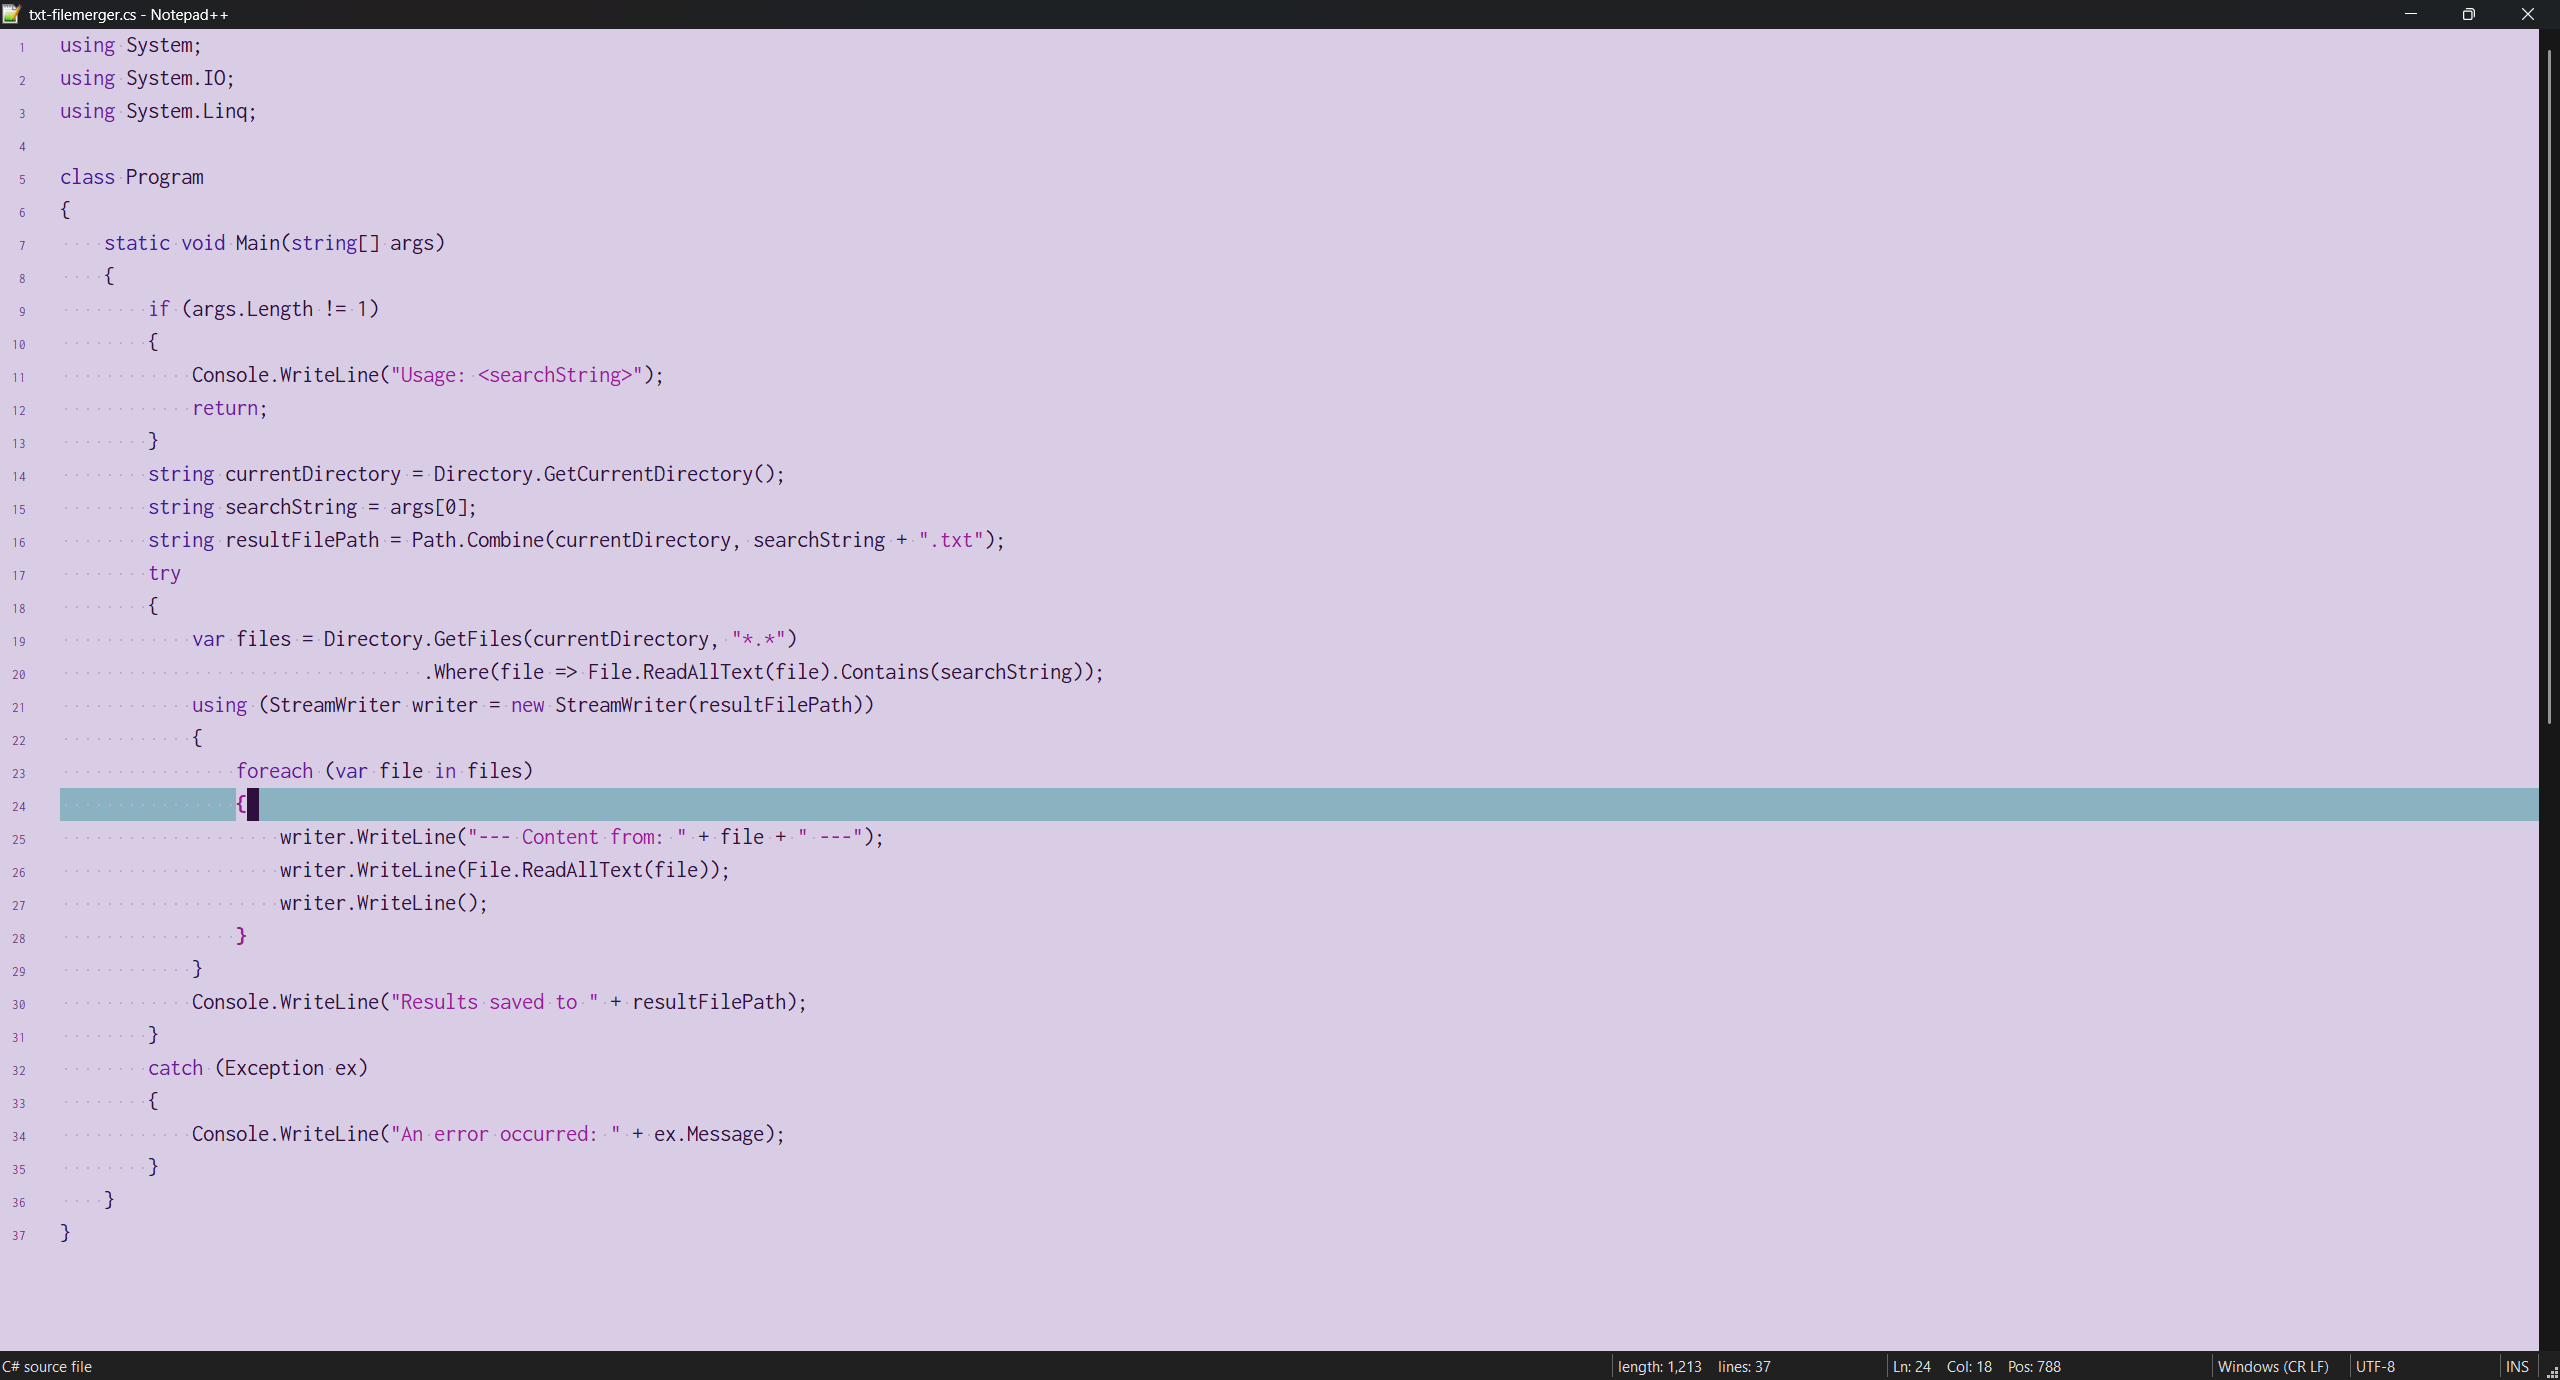 txt-filemerger.cs - Notepad++
1 using System;
2 using System.IO;
3 using System.Linq;
4
5 class Program
6 {
7     static void Main(string[] args)
8     {
9         if (args.Length != 1)
10         {
11             Console.WriteLine("Usage: <searchString>");
12             return;
13         }
14         string currentDirectory = Directory.GetCurrentDirectory();
15         string searchString = args[0];
16         string resultFilePath = Path.Combine(currentDirectory, searchString + ".txt");
17         try
18         {
19             var files = Directory.GetFiles(currentDirectory, "*.*")
20                                  .Where(file => File.ReadAllText(file).Contains(searchString));
21             using (StreamWriter writer = new StreamWriter(resultFilePath))
22             {
23                 foreach (var file in files)
24                 {
25                     writer.WriteLine("--- Content from: " + file + " ---");
26                     writer.WriteLine(File.ReadAllText(file));
27                     writer.WriteLine();
28                 }
29             }
30             Console.WriteLine("Results saved to " + resultFilePath);
31         }
32         catch (Exception ex)
33         {
34             Console.WriteLine("An error occurred: " + ex.Message);
35         }
36     }
37 }
C# source file length: 1,213 lines: 37 Ln: 24 Col: 18 Pos: 788 Windows (CR LF) UTF-8 INS